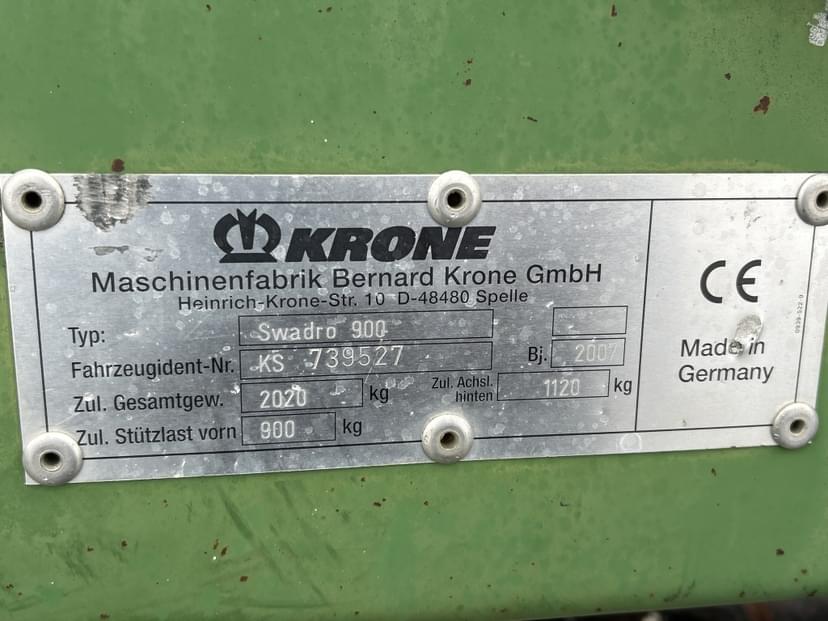 KRONE
Maschinenfabrik Bernard Krone GmbH
Heinrich-Krone-Str. 10 D-48480 Spelle
Typ: Swadro 900
Fahrzeugident-Nr. KS 739527 Bj. 2007
Zul. Gesamtgew. 2020 kg Zul. Achsl. hinten 1120 kg
Zul. Stützlast vorn 900 kg
CE
Made in
Germany